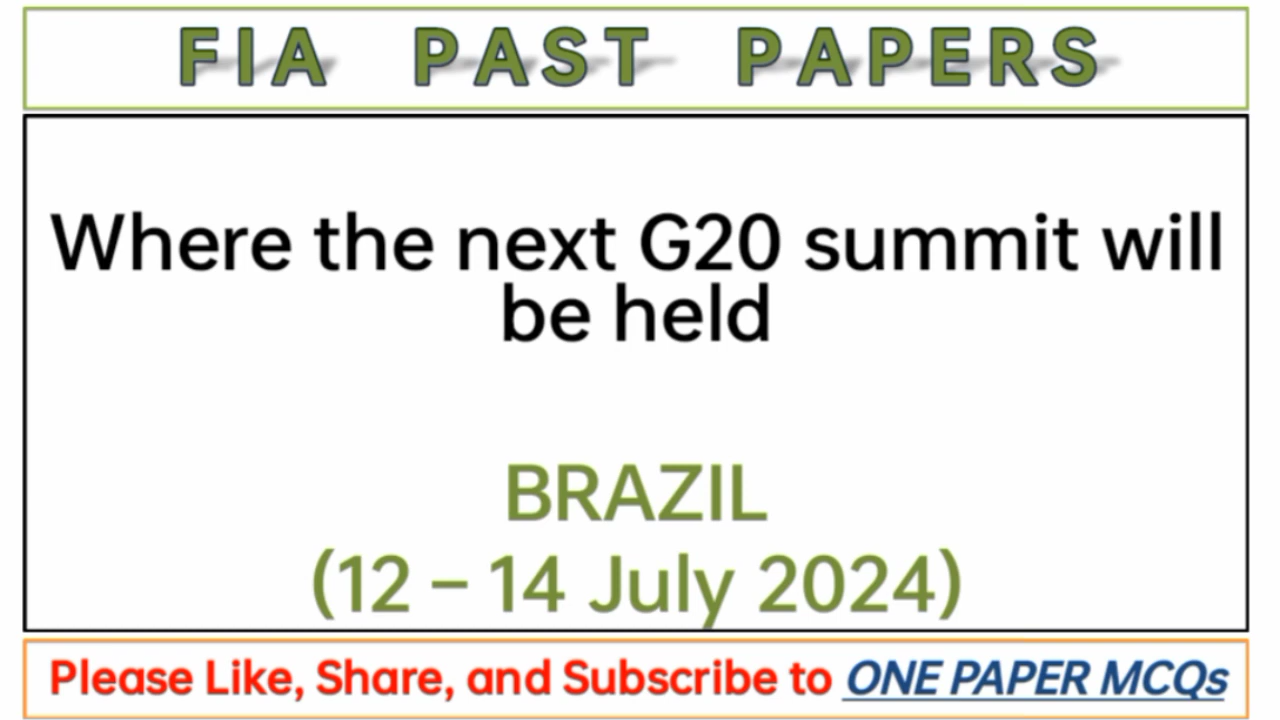 FIA PAST PAPERS
Where the next G20 summit will
be held
BRAZIL
(12 – 14 July 2024)
Please Like, Share, and Subscribe to ONE PAPER MCQs